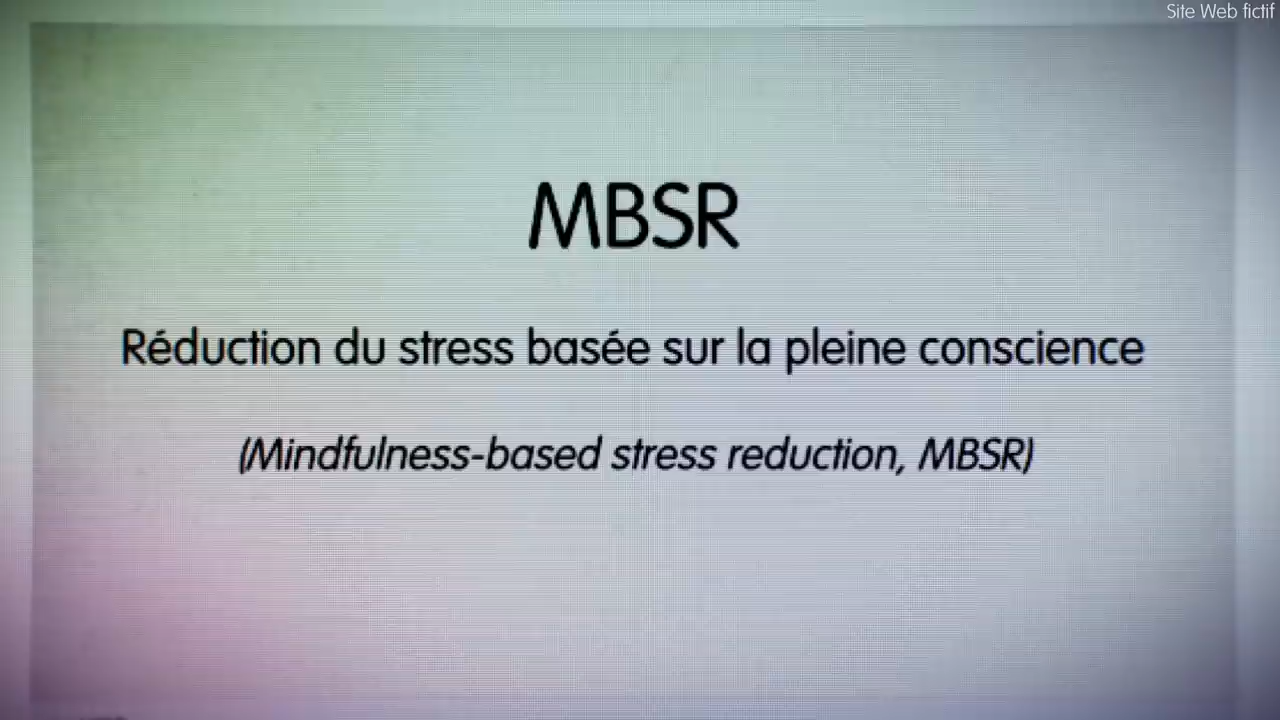 Site Web fictif
MBSR
Réduction du stress basée sur la pleine conscience
(Mindfulness-based stress reduction, MBSR)